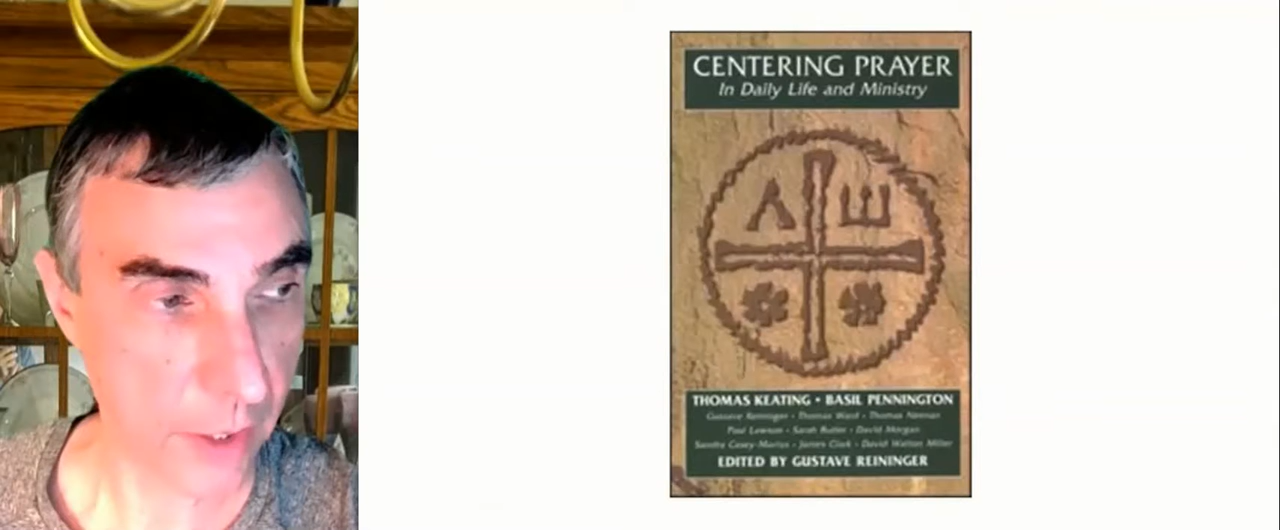 CENTERING PRAYER
In Daily Life and Ministry
Λ Ш
THOMAS KEATING • BASIL PENNINGTON
Gustave Reininger • Thomas Ward • Thomas Nieman
Paul Lawson • Sarah Butler • David Morgan
Sandra Casey-Martus • James Clark • David Walton Miller
EDITED BY GUSTAVE REININGER